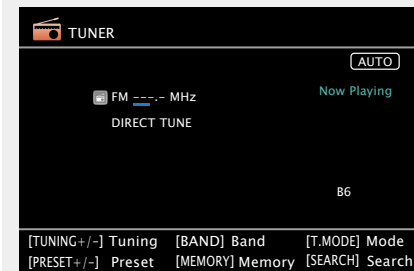 TUNER
AUTO
FM ---.- MHz
Now Playing
DIRECT TUNE
B6
[TUNING+/-] Tuning [BAND] Band [T.MODE] Mode
[PRESET+/-] Preset [MEMORY] Memory [SEARCH] Search